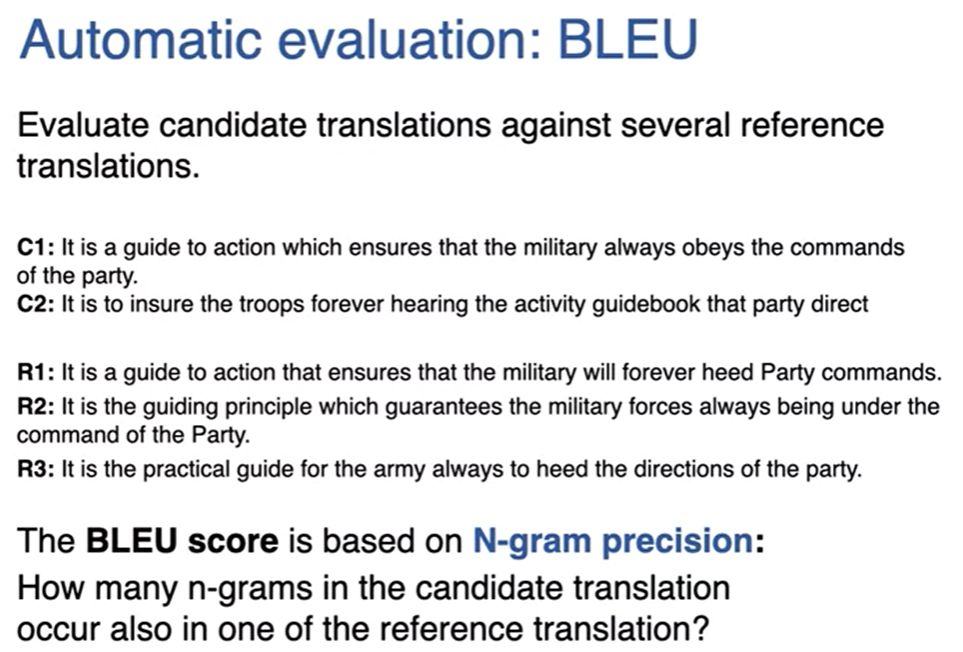 Automatic evaluation: BLEU
Evaluate candidate translations against several reference
translations.
C1: It is a guide to action which ensures that the military always obeys the commands
of the party.
C2: It is to insure the troops forever hearing the activity guidebook that party direct
R1: It is a guide to action that ensures that the military will forever heed Party commands.
R2: It is the guiding principle which guarantees the military forces always being under the
command of the Party.
R3: It is the practical guide for the army always to heed the directions of the party.
The BLEU score is based on N-gram precision:
How many n-grams in the candidate translation
occur also in one of the reference translation?